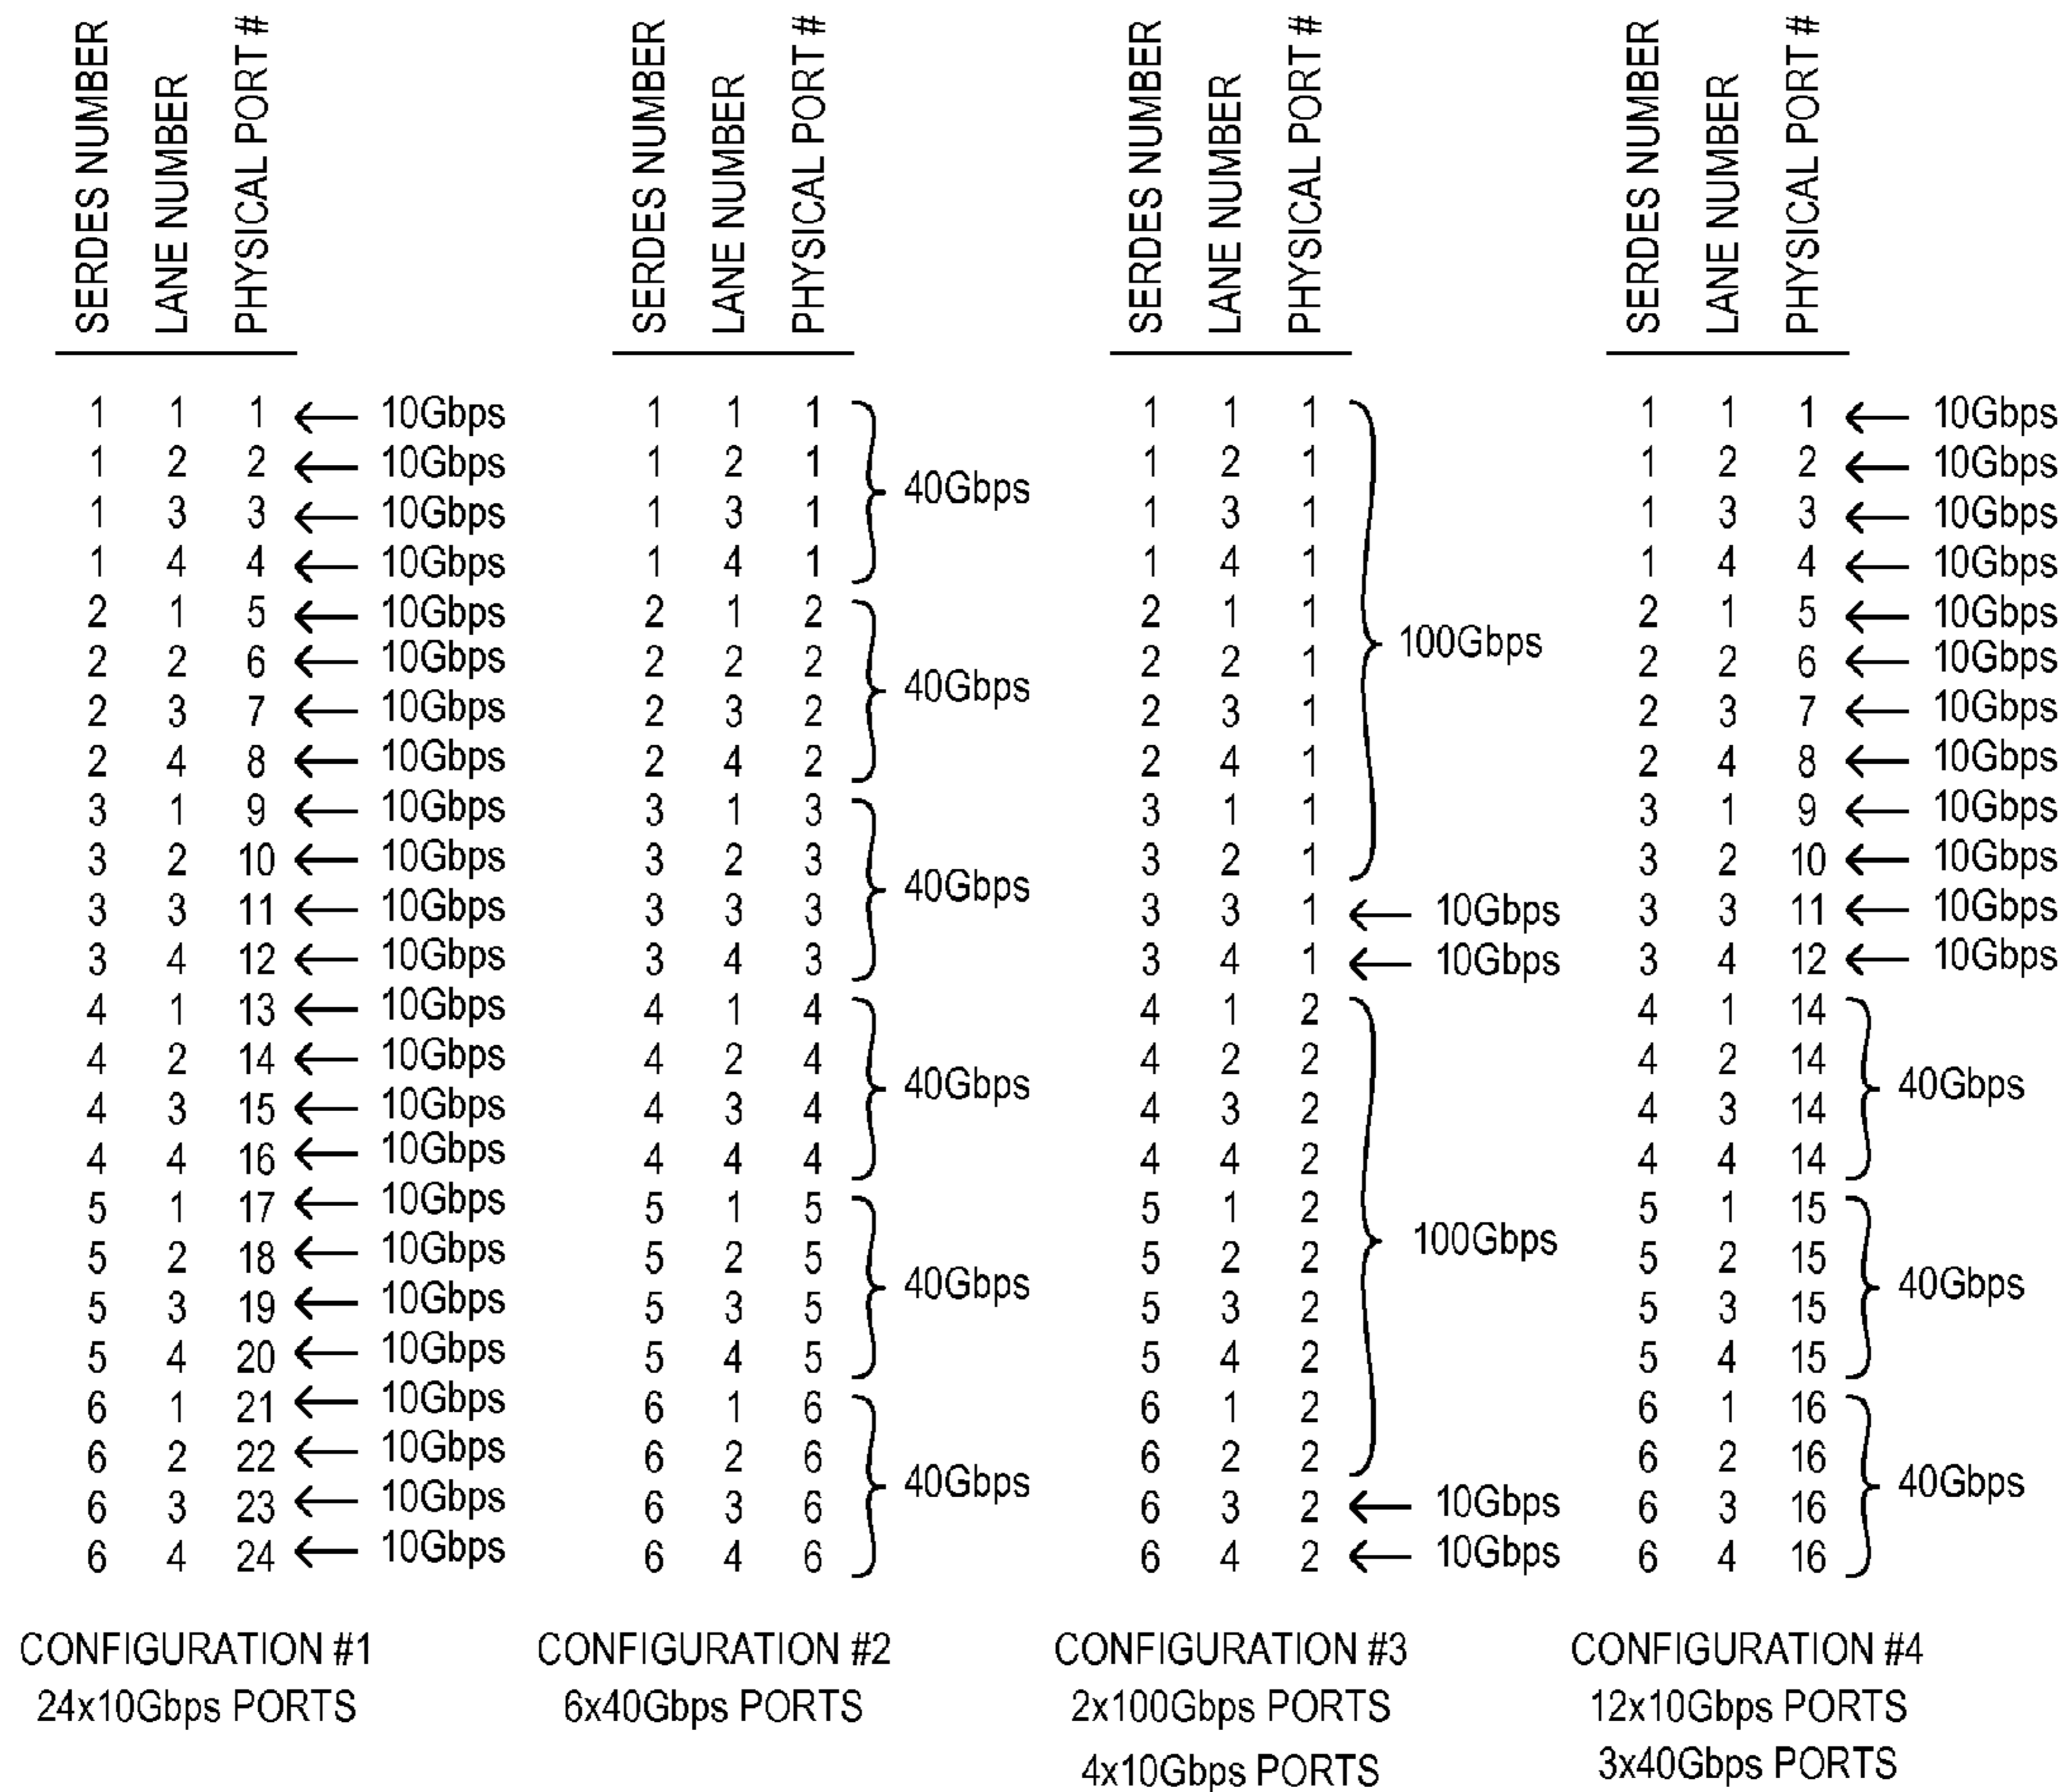 SERDES NUMBER LANE NUMBER PHYSICAL PORT #
1 1 1 10Gbps
1 2 2 10Gbps
1 3 3 10Gbps
1 4 4 10Gbps
2 1 5 10Gbps
2 2 6 10Gbps
2 3 7 10Gbps
2 4 8 10Gbps
3 1 9 10Gbps
3 2 10 10Gbps
3 3 11 10Gbps
3 4 12 10Gbps
4 1 13 10Gbps
4 2 14 10Gbps
4 3 15 10Gbps
4 4 16 10Gbps
5 1 17 10Gbps
5 2 18 10Gbps
5 3 19 10Gbps
5 4 20 10Gbps
6 1 21 10Gbps
6 2 22 10Gbps
6 3 23 10Gbps
6 4 24 10Gbps
CONFIGURATION #1
24x10Gbps PORTS
SERDES NUMBER LANE NUMBER PHYSICAL PORT #
1 1 1
1 2 1
40Gbps
1 3 1
1 4 1
2 1 2
2 2 2
40Gbps
2 3 2
2 4 2
3 1 3
3 2 3
40Gbps
3 3 3
3 4 3
4 1 4
4 2 4
40Gbps
4 3 4
4 4 4
5 1 5
5 2 5
40Gbps
5 3 5
5 4 5
6 1 6
6 2 6
40Gbps
6 3 6
6 4 6
CONFIGURATION #2
6x40Gbps PORTS
SERDES NUMBER LANE NUMBER PHYSICAL PORT #
1 1 1
1 2 1
1 3 1
1 4 1
2 1 1
100Gbps
2 2 1
2 3 1
2 4 1
3 1 1
3 2 1
3 3 1 10Gbps
3 4 1 10Gbps
4 1 2
4 2 2
4 3 2
4 4 2
5 1 2
100Gbps
5 2 2
5 3 2
5 4 2
6 1 2
6 2 2
6 3 2 10Gbps
6 4 2 10Gbps
CONFIGURATION #3
2x100Gbps PORTS
4x10Gbps PORTS
SERDES NUMBER LANE NUMBER PHYSICAL PORT #
1 1 1 10Gbps
1 2 2 10Gbps
1 3 3 10Gbps
1 4 4 10Gbps
2 1 5 10Gbps
2 2 6 10Gbps
2 3 7 10Gbps
2 4 8 10Gbps
3 1 9 10Gbps
3 2 10 10Gbps
3 3 11 10Gbps
3 4 12 10Gbps
4 1 14
4 2 14
40Gbps
4 3 14
4 4 14
5 1 15
5 2 15
40Gbps
5 3 15
5 4 15
6 1 16
6 2 16
40Gbps
6 3 16
6 4 16
CONFIGURATION #4
12x10Gbps PORTS
3x40Gbps PORTS